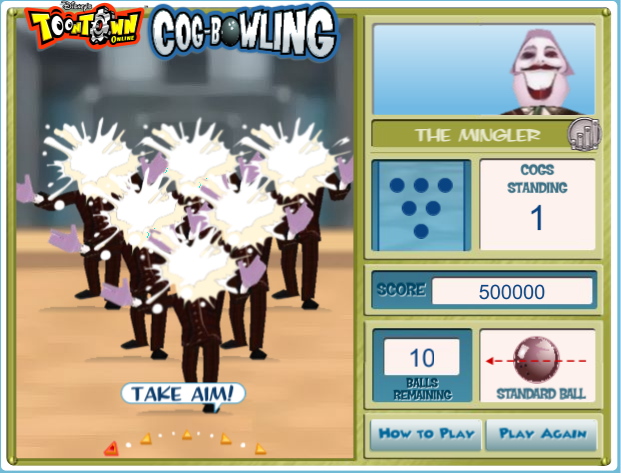 Disney's
TOONTOWN
ONLINE
COG-BOWLING
THE MINGLER
COGS
STANDING
1
SCORE 500000
10
BALLS
REMAINING
STANDARD BALL
TAKE AIM!
HOW TO PLAY
PLAY AGAIN